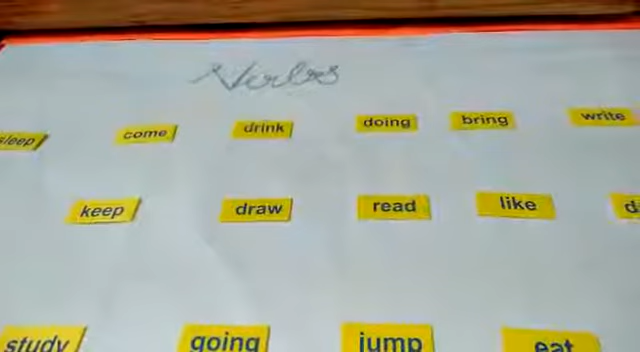 Verbs
sleep come drink doing bring write
keep draw read like
study going jump eat